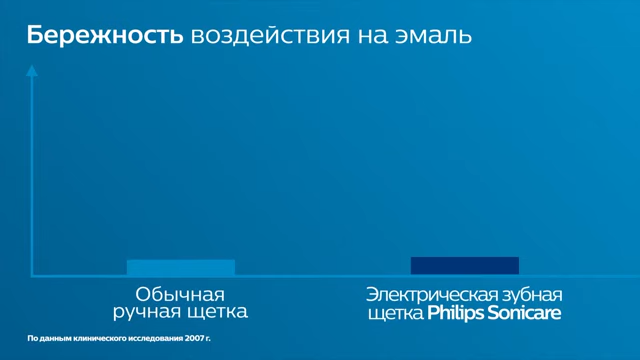 Бережность воздействия на эмаль
Обычная
ручная щетка
Электрическая зубная
щетка Philips Sonicare
По данным клинического исследования 2007 г.